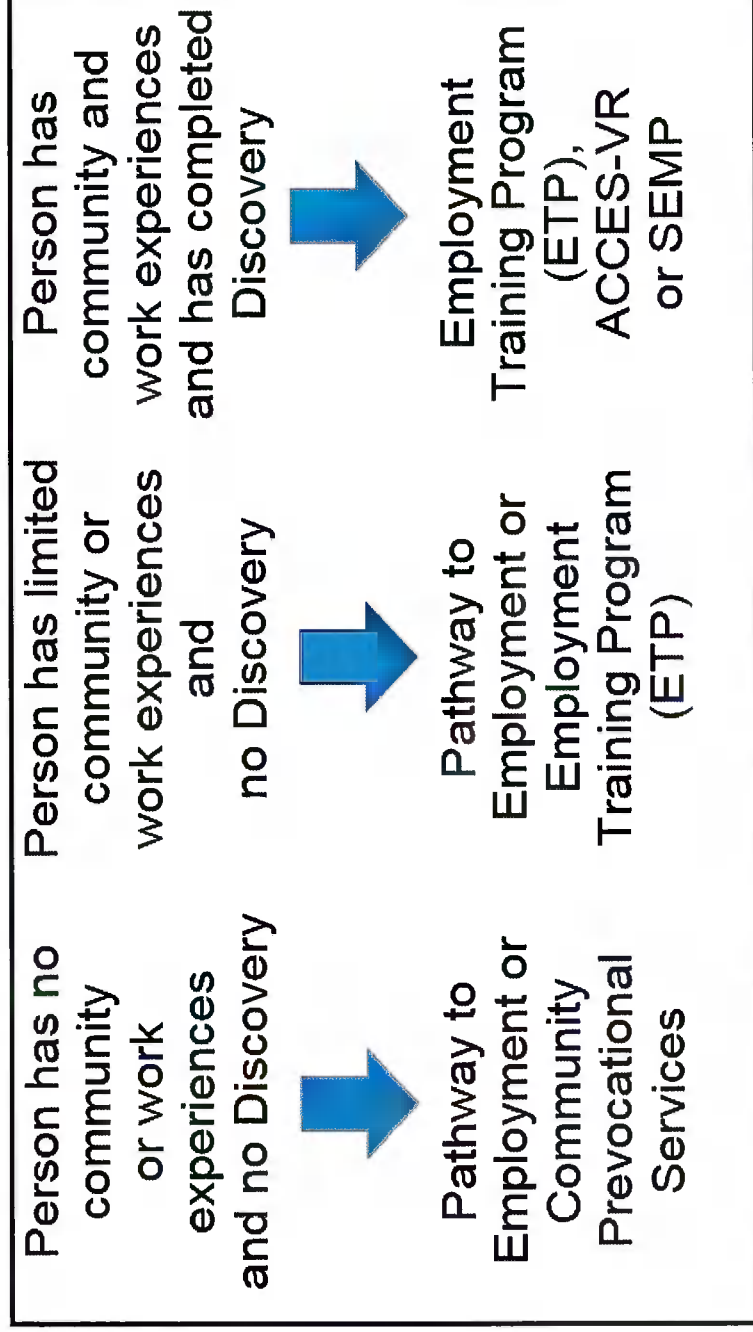 Person has no
community
or work
experiences
and no Discovery
Pathway to
Employment or
Community
Prevocational
Services
Person has limited
community or
work experiences
and
no Discovery
Pathway to
Employment or
Employment
Training Program
(ETP)
Person has
community and
work experiences
and has completed
Discovery
Employment
Training Program
(ETP),
ACCES-VR
or SEMP